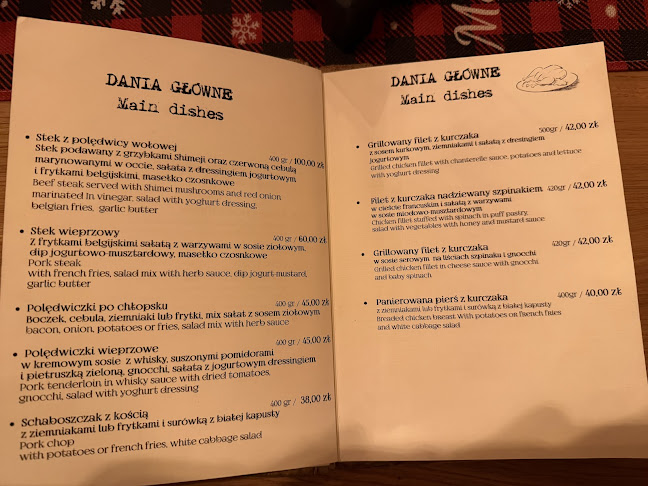 DANIA GŁÓWNE
Main dishes
• Stek z polędwicy wołowej
Stek podawany z grzybkami Shimeji oraz czerwoną cebulą 400 gr / 100,00 zł
marynowanymi w occie, sałata z dressingiem jogurtowym
i frytkami belgijskimi, masełko czosnkowe
Beef steak served with Shimei mushrooms and red onion,
marinated In vinegar, salad with yoghurt dressing,
belgian fries, garlic butter
• Stek wieprzowy 400 gr / 60,00 zł
z frytkami belgijskimi sałatą z warzywami w sosie ziołowym,
dip jogurtowo-musztardowy, masełko czosnkowe
Pork steak
with french fries, salad mix with herb sauce, dip jogurt-mustard,
garlic butter
• Polędwiczki po chłopsku 400 gr / 45,00 zł
Boczek, cebula, ziemniaki lub frytki, mix sałat z sosem ziołowym
bacon, onion, potatoes or fries, salad mix with herb sauce
• Polędwiczki wieprzowe 400 gr / 45,00 zł
w kremowym sosie z whisky, suszonymi pomidorami
i pietruszką zieloną, gnocchi, sałata z jogurtowym dressingiem
Pork tenderloin in whisky sauce with dried tomatoes,
gnocchi, salad with yoghurt dressing
• Schaboszczak z kością 400 gr / 38,00 zł
z ziemniakami lub frytkami i surówką z białej kapusty
Pork chop
with potatoes or french fries, white cabbage salad
DANIA GŁÓWNE
Main dishes
• Grillowany filet z kurczaka 500gr / 42,00 zł
z sosem kurkowym, ziemniakami i sałatą z dresingiem
jogurtowym
Grilled chicken fillet with chanterelle sauce, potatoes and lettuce
with yoghurt dressing
• Filet z kurczaka nadziewany szpinakiem 420gr / 42,00 zł
w cieście francuskim i sałatą z warzywami
w sosie miodowo-musztardowym
Chicken fillet stuffed with spinach in puff pastry,
salad with vegetables with honey and mustard sauce
• Grillowany filet z kurczaka 420gr / 42,00 zł
w sosie serowym na liściach szpinaku i gnocchi
Grilled chicken fillet in cheese sauce with gnocchi
and baby spinach
• Panierowana pierś z kurczaka 400gr / 40,00 zł
z ziemniakami lub frytkami i surówką z białej kapusty
Breaded chicken breast With potatoes on french fries
and white cabbage salad